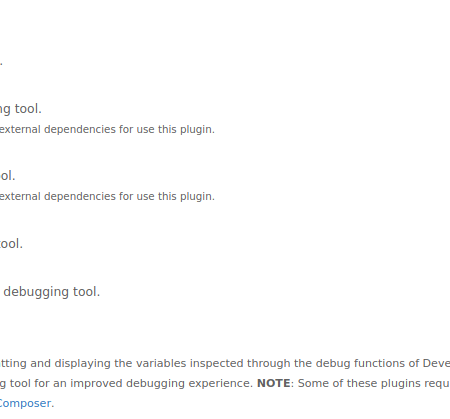 .
ng tool.
external dependencies for use this plugin.
ool.
external dependencies for use this plugin.
tool.
debugging tool.
tting and displaying the variables inspected through the debug functions of Deve
g tool for an improved debugging experience. NOTE: Some of these plugins requ
Composer.